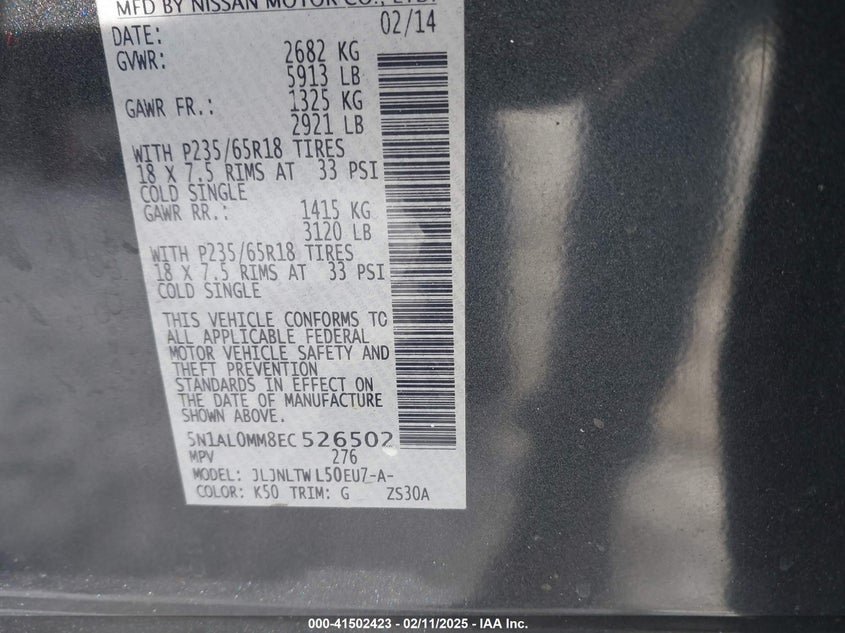 MFD BY NISSAN MOTOR CO., LTD.
DATE: 02/14
GVWR: 2682 KG
5913 LB
GAWR FR.: 1325 KG
2921 LB
WITH P235/65R18 TIRES
18 X 7.5 RIMS AT 33 PSI
COLD SINGLE
GAWR RR.: 1415 KG
3120 LB
WITH P235/65R18 TIRES
18 X 7.5 RIMS AT 33 PSI
COLD SINGLE
THIS VEHICLE CONFORMS TO
ALL APPLICABLE FEDERAL
MOTOR VEHICLE SAFETY AND
THEFT PREVENTION
STANDARDS IN EFFECT ON
THE DATE OF MANUFACTURE
SHOWN ABOVE.
5N1AL0MM8EC 526502
MPV 276
MODEL: JLJNLTW L50EUZ-A-
COLOR: K50 TRIM: G ZS30A
000-41502423 - 02/11/2025 - IAA Inc.